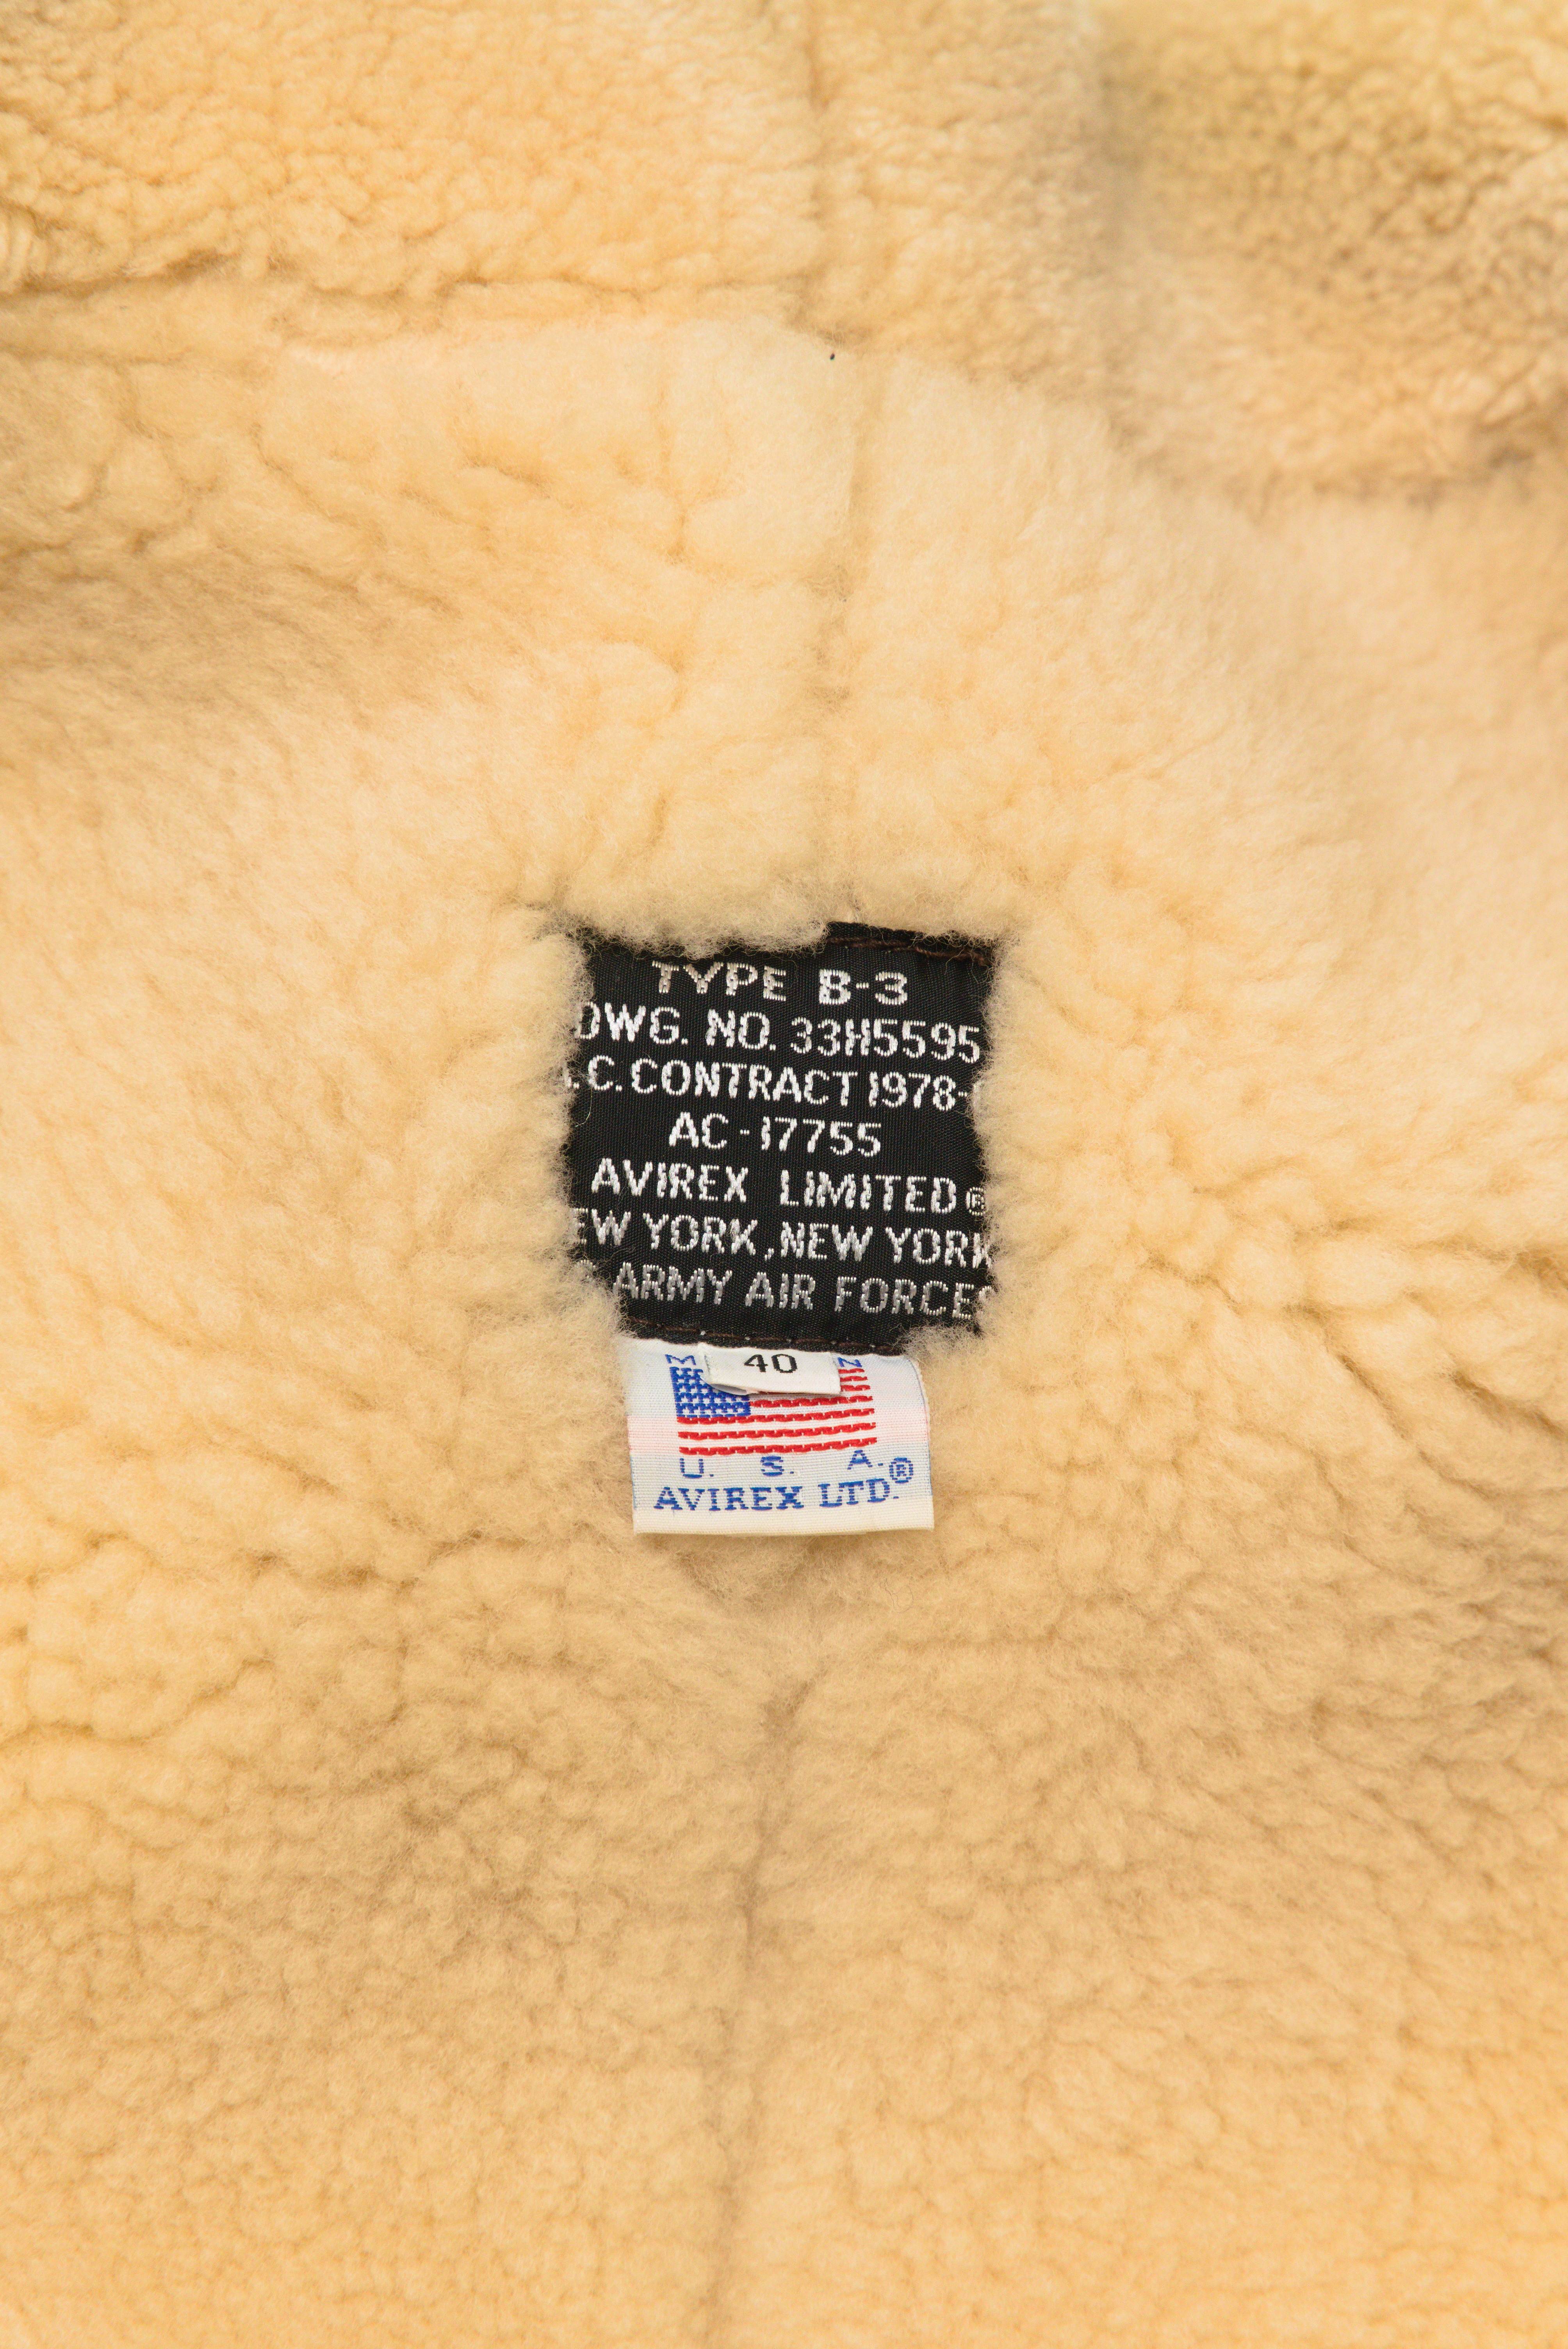 TYPE B-3
DWG. NO. 33H5595
.C. CONTRACT 1978-
AC-17755
AVIREX LIMITED®
EW YORK, NEW YORK
ARMY AIR FORCES
40
U. S. A.
AVIREX LTD.®